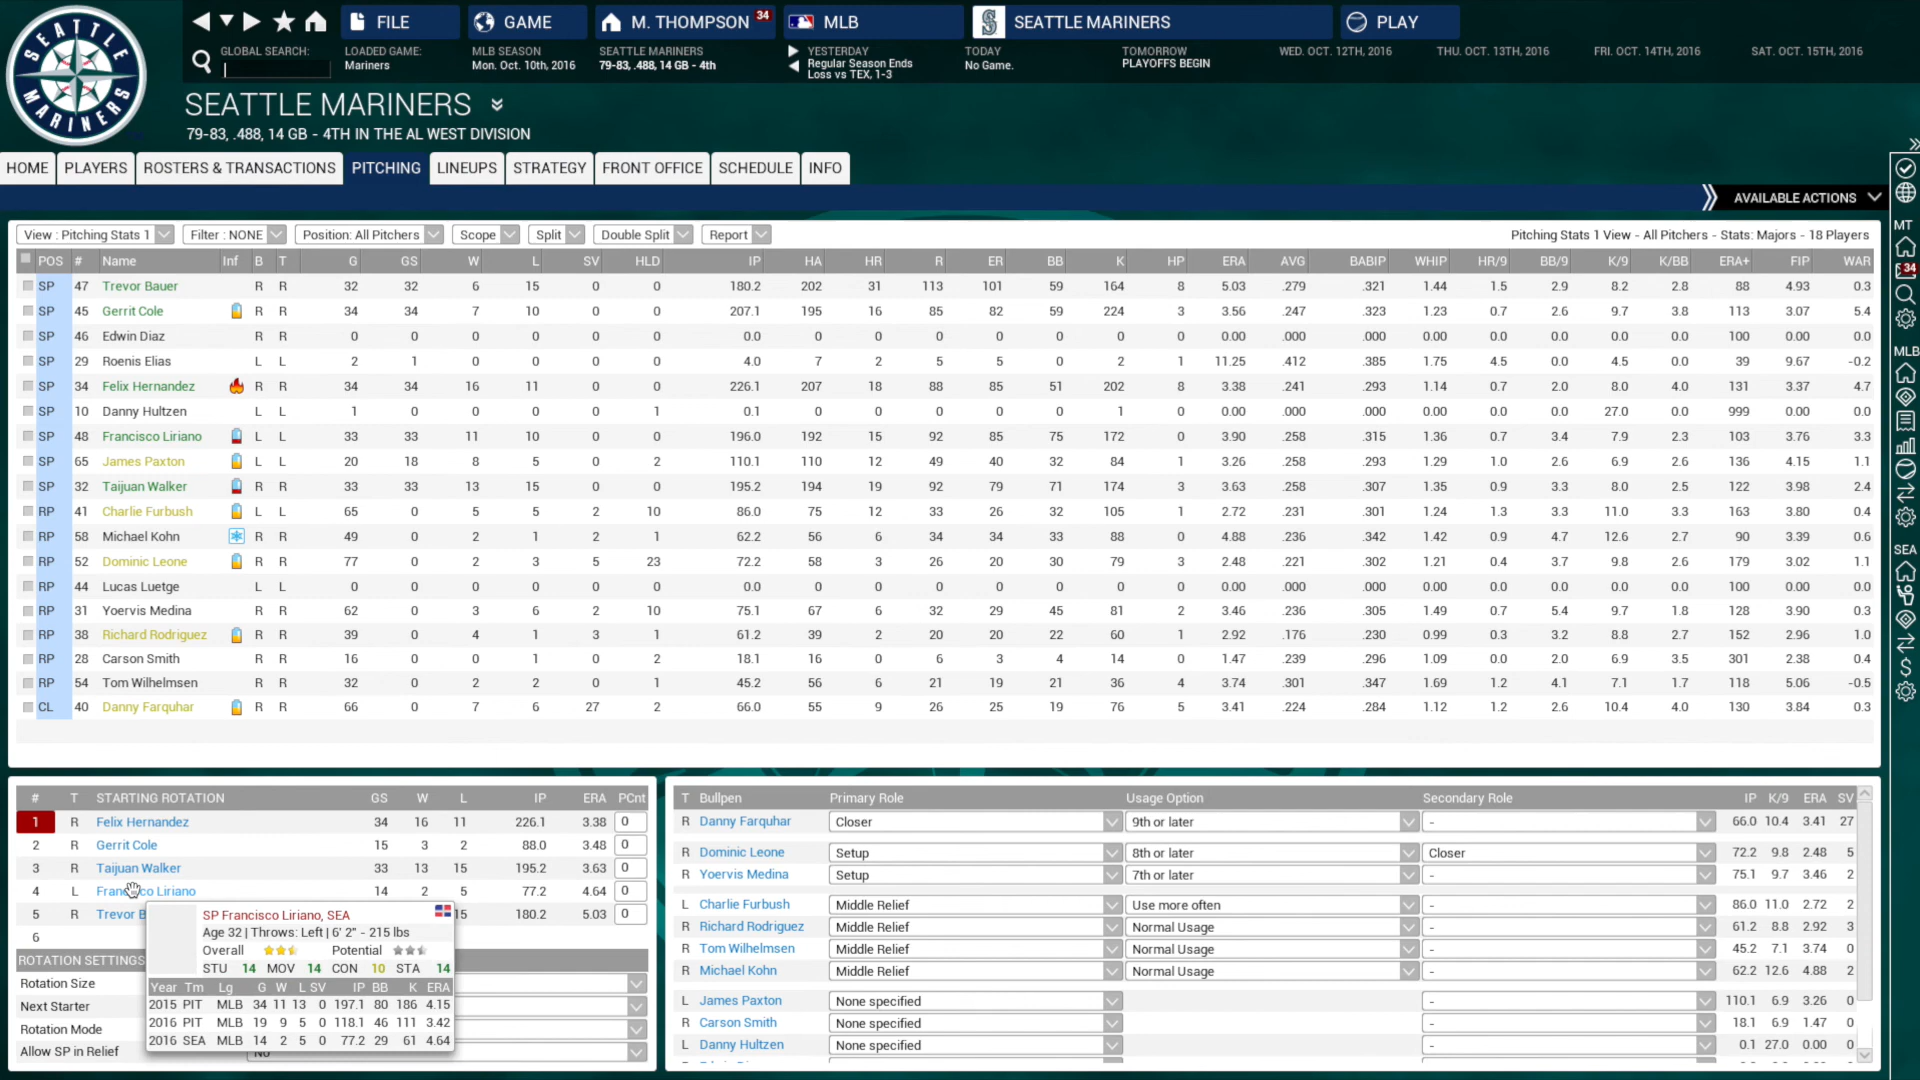 SEATTLE MARINERS
FILE
GAME
M. THOMPSON 34
MLB
SEATTLE MARINERS
PLAY
GLOBAL SEARCH:
LOADED GAME:
Mariners
MLB SEASON
Mon. Oct. 10th, 2016
SEATTLE MARINERS
79-83, .488, 14 GB - 4th
YESTERDAY
Regular Season Ends
Loss vs TEX, 1-3
TODAY
No Game.
TOMORROW
PLAYOFFS BEGIN
WED. OCT. 12TH, 2016
THU. OCT. 13TH, 2016
FRI. OCT. 14TH, 2016
SAT. OCT. 15TH, 2016
SEATTLE MARINERS
79-83, .488, 14 GB - 4TH IN THE AL WEST DIVISION
HOME PLAYERS ROSTERS & TRANSACTIONS PITCHING LINEUPS STRATEGY FRONT OFFICE SCHEDULE INFO
AVAILABLE ACTIONS
View : Pitching Stats 1 Filter : NONE Position: All Pitchers Scope Split Double Split Report Pitching Stats 1 View - All Pitchers - Stats: Majors - 18 Players
POS # Name Inf B T G GS W L SV HLD IP HA HR R ER BB K HP ERA AVG BABIP WHIP HR/9 BB/9 K/9 K/BB ERA+ FIP WAR
SP 47 Trevor Bauer R R 32 32 6 15 0 0 180.2 202 31 113 101 59 164 8 5.03 .279 .321 1.44 1.5 2.9 8.2 2.8 88 4.93 0.3
SP 45 Gerrit Cole R R 34 34 7 10 0 0 207.1 195 16 85 82 59 224 3 3.56 .247 .323 1.23 0.7 2.6 9.7 3.8 113 3.07 5.4
SP 46 Edwin Diaz R R 0 0 0 0 0 0 0.0 0 0 0 0 0 0 0 0.00 .000 .000 0.00 0.0 0.0 0.0 0.0 100 0.00 0.0
SP 29 Roenis Elias L L 2 1 0 0 0 0 4.0 7 2 5 5 0 2 1 11.25 .412 .385 1.75 4.5 0.0 4.5 0.0 39 9.67 -0.2
SP 34 Felix Hernandez R R 34 34 16 11 0 0 226.1 207 18 88 85 51 202 8 3.38 .241 .293 1.14 0.7 2.0 8.0 4.0 131 3.37 4.7
SP 10 Danny Hultzen L L 1 0 0 0 0 1 0.1 0 0 0 0 0 1 0 0.00 .000 .000 0.00 0.0 0.0 27.0 0.0 999 0.00 0.0
SP 48 Francisco Liriano L L 33 33 11 10 0 0 196.0 192 15 92 85 75 172 0 3.90 .258 .315 1.36 0.7 3.4 7.9 2.3 103 3.76 3.3
SP 65 James Paxton L L 20 18 8 5 0 2 110.1 110 12 49 40 32 84 1 3.26 .258 .293 1.29 1.0 2.6 6.9 2.6 136 4.15 1.1
SP 32 Taijuan Walker R R 33 33 13 15 0 0 195.2 194 19 92 79 71 174 3 3.63 .258 .307 1.35 0.9 3.3 8.0 2.5 122 3.98 2.4
RP 41 Charlie Furbush L L 65 0 5 5 2 10 86.0 75 12 33 26 32 105 1 2.72 .231 .301 1.24 1.3 3.3 11.0 3.3 163 3.80 0.4
RP 58 Michael Kohn R R 49 0 2 1 2 1 62.2 56 6 34 34 33 88 0 4.88 .236 .342 1.42 0.9 4.7 12.6 2.7 90 3.39 0.6
RP 52 Dominic Leone R R 77 0 2 3 5 23 72.2 58 3 26 20 30 79 3 2.48 .221 .302 1.21 0.4 3.7 9.8 2.6 179 3.02 1.1
RP 44 Lucas Luetge L L 0 0 0 0 0 0 0.0 0 0 0 0 0 0 0 0.00 .000 .000 0.00 0.0 0.0 0.0 0.0 100 0.00 0.0
RP 31 Yoervis Medina R R 62 0 3 6 2 10 75.1 67 6 32 29 45 81 2 3.46 .236 .305 1.49 0.7 5.4 9.7 1.8 128 3.90 0.3
RP 38 Richard Rodriguez R R 39 0 4 1 3 1 61.2 39 2 20 20 22 60 1 2.92 .176 .230 0.99 0.3 3.2 8.8 2.7 152 2.96 1.0
RP 28 Carson Smith R R 16 0 0 1 0 2 18.1 16 0 6 3 4 14 0 1.47 .239 .296 1.09 0.0 2.0 6.9 3.5 301 2.38 0.4
RP 54 Tom Wilhelmsen R R 32 0 2 2 0 1 45.2 56 6 21 19 21 36 4 3.74 .301 .347 1.69 1.2 4.1 7.1 1.7 118 5.06 -0.5
CL 40 Danny Farquhar R R 66 0 7 6 27 2 66.0 55 9 26 25 19 76 5 3.41 .224 .284 1.12 1.2 2.6 10.4 4.0 130 3.84 0.3
MT
34
MLB
SEA
# T STARTING ROTATION GS W L IP ERA PCnt
1 R Felix Hernandez 34 16 11 226.1 3.38 0
2 R Gerrit Cole 15 3 2 88.0 3.48 0
3 R Taijuan Walker 33 13 15 195.2 3.63 0
4 L Francisco Liriano 14 2 5 77.2 4.64 0
5 R Trevor B 15 180.2 5.03 0
6
ROTATION SETTINGS
Rotation Size
Next Starter
Rotation Mode
Allow SP in Relief No
SP Francisco Liriano, SEA
Age 32 | Throws: Left | 6' 2" - 215 lbs
Overall Potential
STU 14 MOV 14 CON 10 STA 14
Year Tm Lg G W L SV IP BB K ERA
2015 PIT MLB 34 11 13 0 197.1 80 186 4.15
2016 PIT MLB 19 9 5 0 118.1 46 111 3.42
2016 SEA MLB 14 2 5 0 77.2 29 61 4.64
T Bullpen Primary Role Usage Option Secondary Role IP K/9 ERA SV
R Danny Farquhar Closer 9th or later - 66.0 10.4 3.41 27
R Dominic Leone Setup 8th or later Closer 72.2 9.8 2.48 5
R Yoervis Medina Setup 7th or later - 75.1 9.7 3.46 2
L Charlie Furbush Middle Relief Use more often - 86.0 11.0 2.72 2
R Richard Rodriguez Middle Relief Normal Usage - 61.2 8.8 2.92 3
R Tom Wilhelmsen Middle Relief Normal Usage - 45.2 7.1 3.74 0
R Michael Kohn Middle Relief Normal Usage - 62.2 12.6 4.88 2
L James Paxton None specified - 110.1 6.9 3.26 0
R Carson Smith None specified - 18.1 6.9 1.47 0
L Danny Hultzen None specified - 0.1 27.0 0.00 0